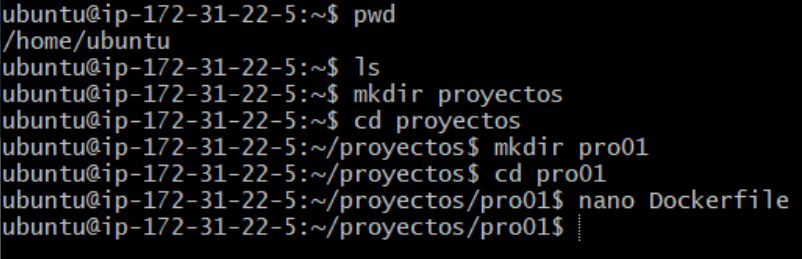 ubuntu@ip-172-31-22-5:~$ pwd
/home/ubuntu
ubuntu@ip-172-31-22-5:~$ ls
ubuntu@ip-172-31-22-5:~$ mkdir proyectos
ubuntu@ip-172-31-22-5:~$ cd proyectos
ubuntu@ip-172-31-22-5:~/proyectos$ mkdir pro01
ubuntu@ip-172-31-22-5:~/proyectos$ cd pro01
ubuntu@ip-172-31-22-5:~/proyectos/pro01$ nano Dockerfile
ubuntu@ip-172-31-22-5:~/proyectos/pro01$